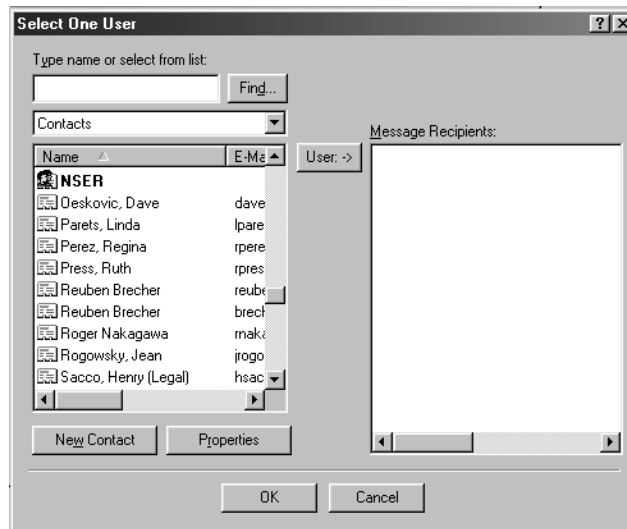 Select One User
Type name or select from list:
Find...
Contacts
Message Recipients:
Name E-Ma
User: ->
NSER
Oeskovic, Dave dave
Parets, Linda lpare
Perez, Regina rpere
Press, Ruth rpres
Reuben Brecher reube
Reuben Brecher brech
Roger Nakagawa rnaka
Rogowsky, Jean jrogo
Sacco, Henry (Legal) hsac
New Contact Properties
OK Cancel